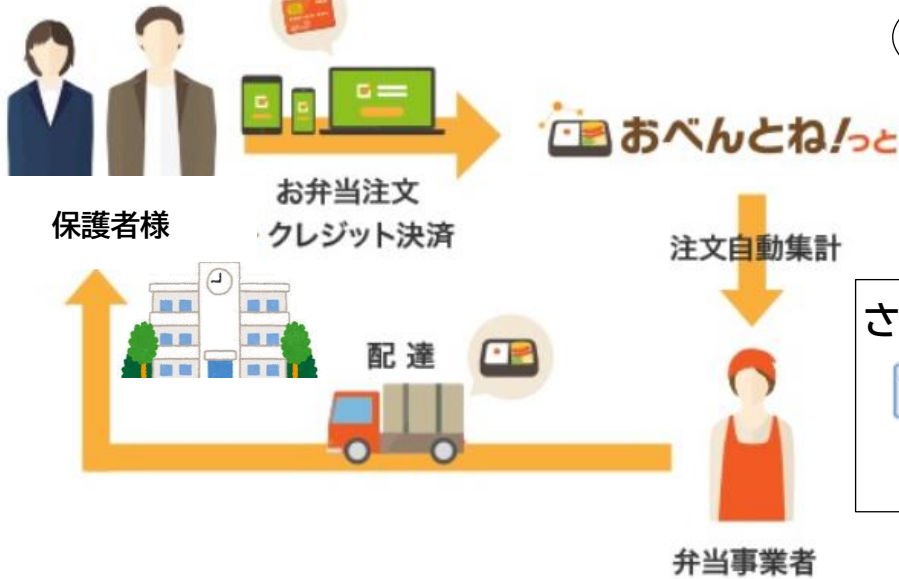 おべんとね!っと
お弁当注文
クレジット決済
保護者様
注文自動集計
配達
弁当事業者